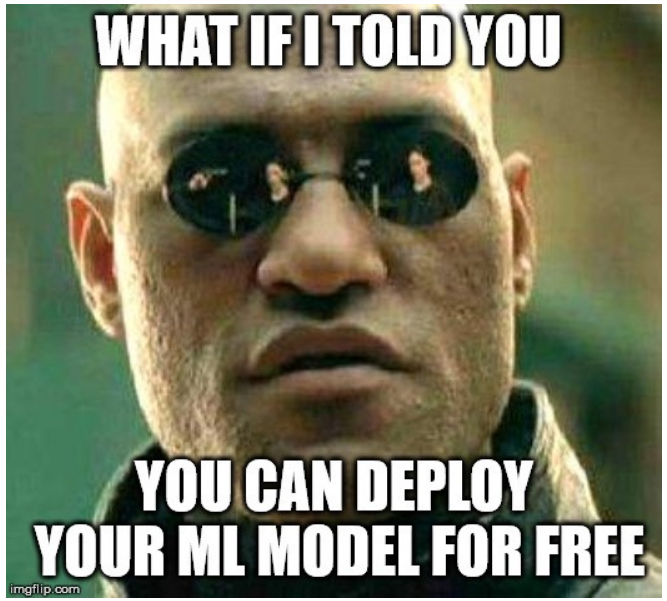 WHAT IF I TOLD YOU
YOU CAN DEPLOY
YOUR ML MODEL FOR FREE
imgflip.com